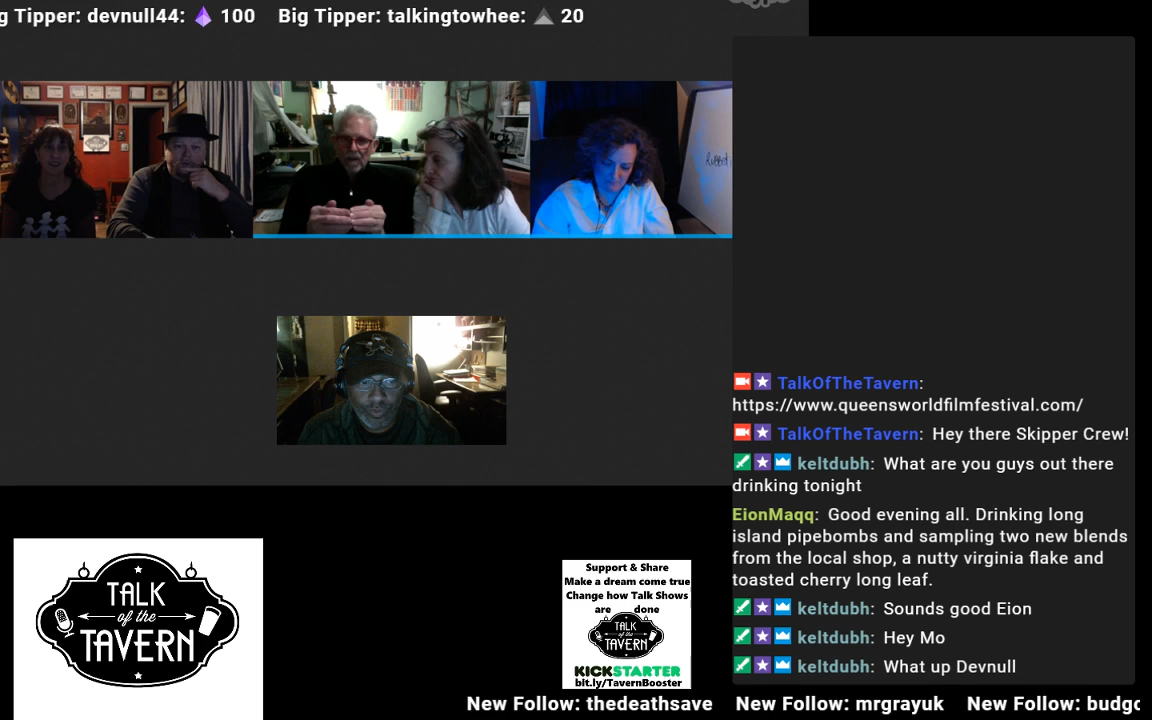 g Tipper: devnull44: 100 Big Tipper: talkingtowhee: 20
TalkOfTheTavern:
https://www.queensworldfilmfestival.com/
TalkOfTheTavern: Hey there Skipper Crew!
keltdubh: What are you guys out there
drinking tonight
EionMaqq: Good evening all. Drinking long
island pipebombs and sampling two new blends
from the local shop, a nutty virginia flake and
toasted cherry long leaf.
keltdubh: Sounds good Eion
keltdubh: Hey Mo
keltdubh: What up Devnull
TALK
of the
TAVERN
Support & Share
Make a dream come true
Change how Talk Shows
are done
TALK
of the
TAVERN
KICKSTARTER
bit.ly/TavernBooster
New Follow: thedeathsave New Follow: mrgrayuk New Follow: budgc